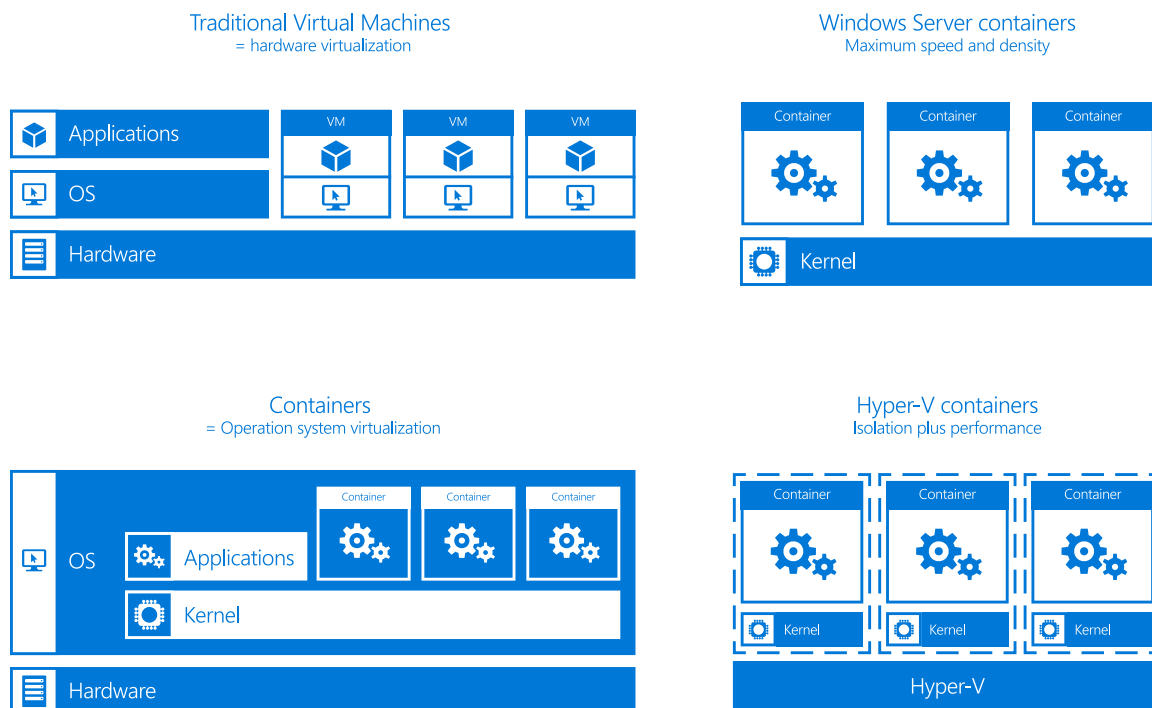 Traditional Virtual Machines
= hardware virtualization
Applications
VM
VM
VM
OS
Hardware
Windows Server containers
Maximum speed and density
Container
Container
Container
Kernel
Containers
= Operation system virtualization
OS
Applications
Container
Container
Container
Kernel
Hardware
Hyper-V containers
Isolation plus performance
Container
Container
Container
Kernel
Kernel
Kernel
Hyper-V